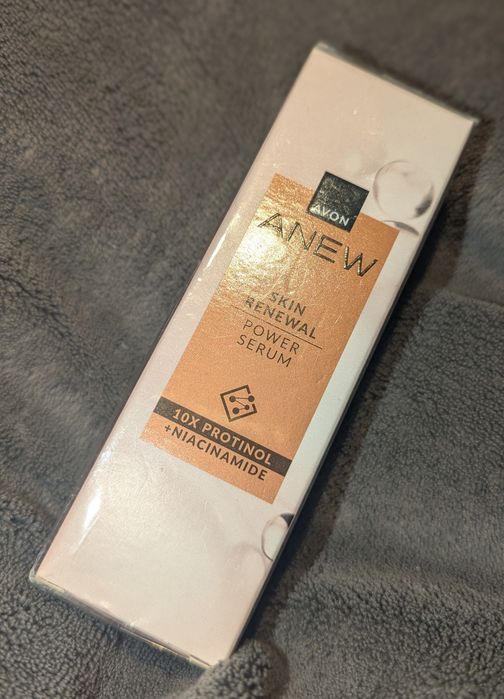 AVON
ANEW
SKIN
RENEWAL
POWER
SERUM
10X PROTINOL
+NIACINAMIDE